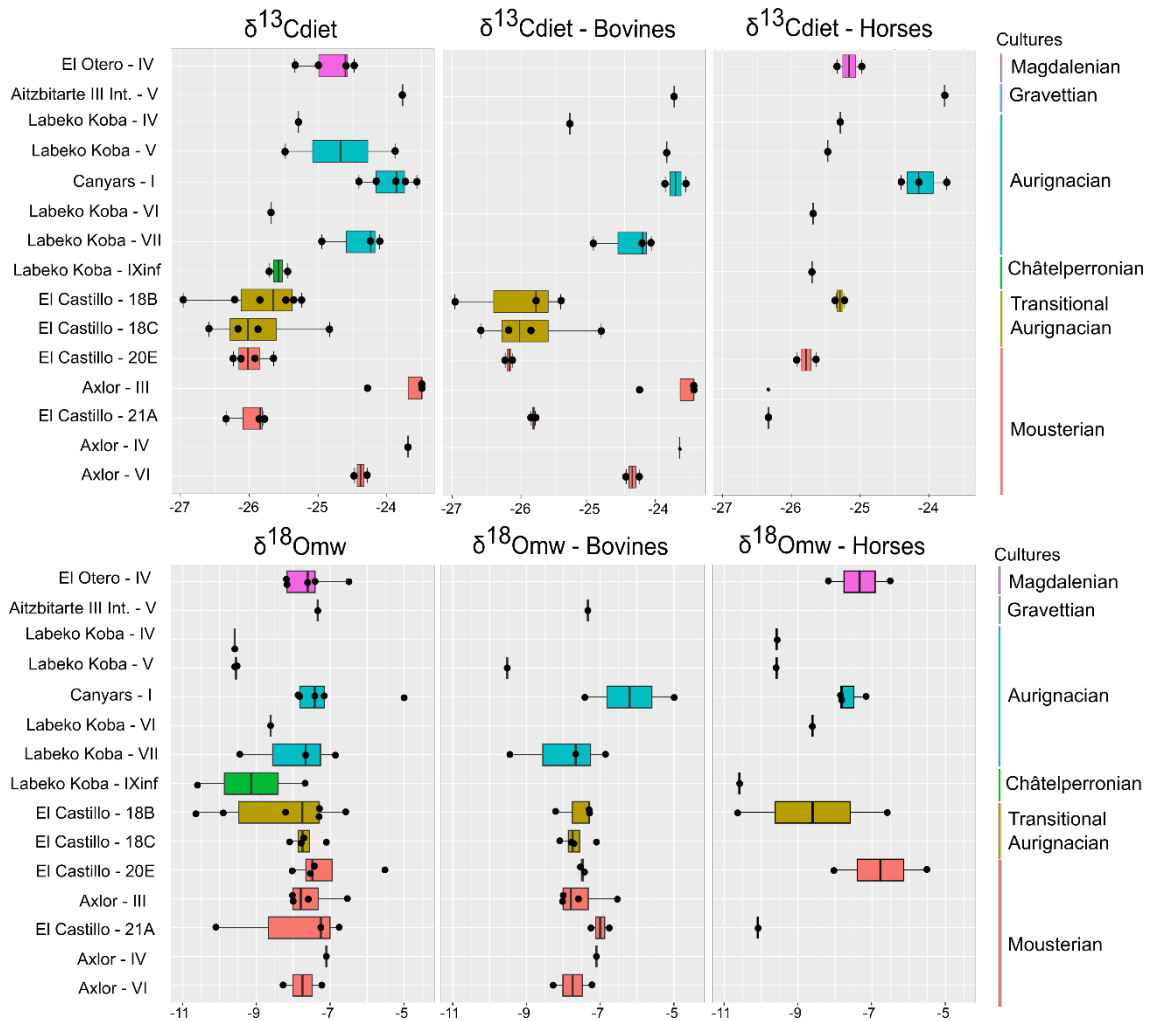 δ13Cdiet
δ13Cdiet - Bovines
δ13Cdiet - Horses
Cultures
El Otero - IV
Aitzbitarte III Int. - V
Labeko Koba - IV
Labeko Koba - V
Canyars - I
Labeko Koba - VI
Labeko Koba - VII
Labeko Koba - IXinf
El Castillo - 18B
El Castillo - 18C
El Castillo - 20E
Axlor - III
El Castillo - 21A
Axlor - IV
Axlor - VI
Magdalenian
Gravettian
Aurignacian
Châtelperronian
Transitional
Aurignacian
Mousterian
-27 -26 -25 -24
-27 -26 -25 -24
-27 -26 -25 -24
δ18Omw
δ18Omw - Bovines
δ18Omw - Horses
Cultures
El Otero - IV
Aitzbitarte III Int. - V
Labeko Koba - IV
Labeko Koba - V
Canyars - I
Labeko Koba - VI
Labeko Koba - VII
Labeko Koba - IXinf
El Castillo - 18B
El Castillo - 18C
El Castillo - 20E
Axlor - III
El Castillo - 21A
Axlor - IV
Axlor - VI
Magdalenian
Gravettian
Aurignacian
Châtelperronian
Transitional
Aurignacian
Mousterian
-11 -9 -7 -5
-11 -9 -7 -5
-11 -9 -7 -5